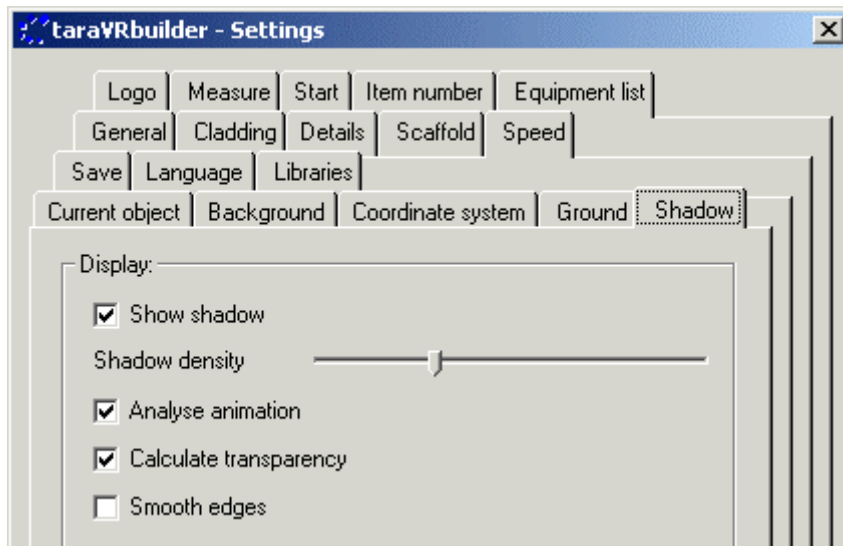 taraVRbuilder - Settings
Logo Measure Start Item number Equipment list
General Cladding Details Scaffold Speed
Save Language Libraries
Current object Background Coordinate system Ground Shadow
Display:
Show shadow
Shadow density
Analyse animation
Calculate transparency
Smooth edges